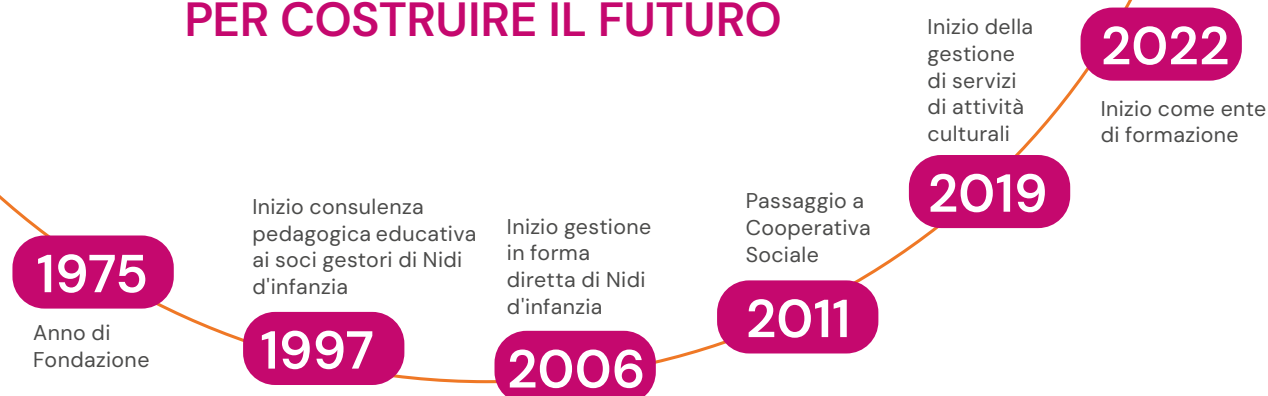 PER COSTRUIRE IL FUTURO
1975
Anno di
Fondazione
Inizio consulenza
pedagogica educativa
ai soci gestori di Nidi
d'infanzia
1997
Inizio gestione
in forma
diretta di Nidi
d'infanzia
2006
Passaggio a
Cooperativa
Sociale
2011
Inizio della
gestione
di servizi
di attività
culturali
2019
2022
Inizio come ente
di formazione